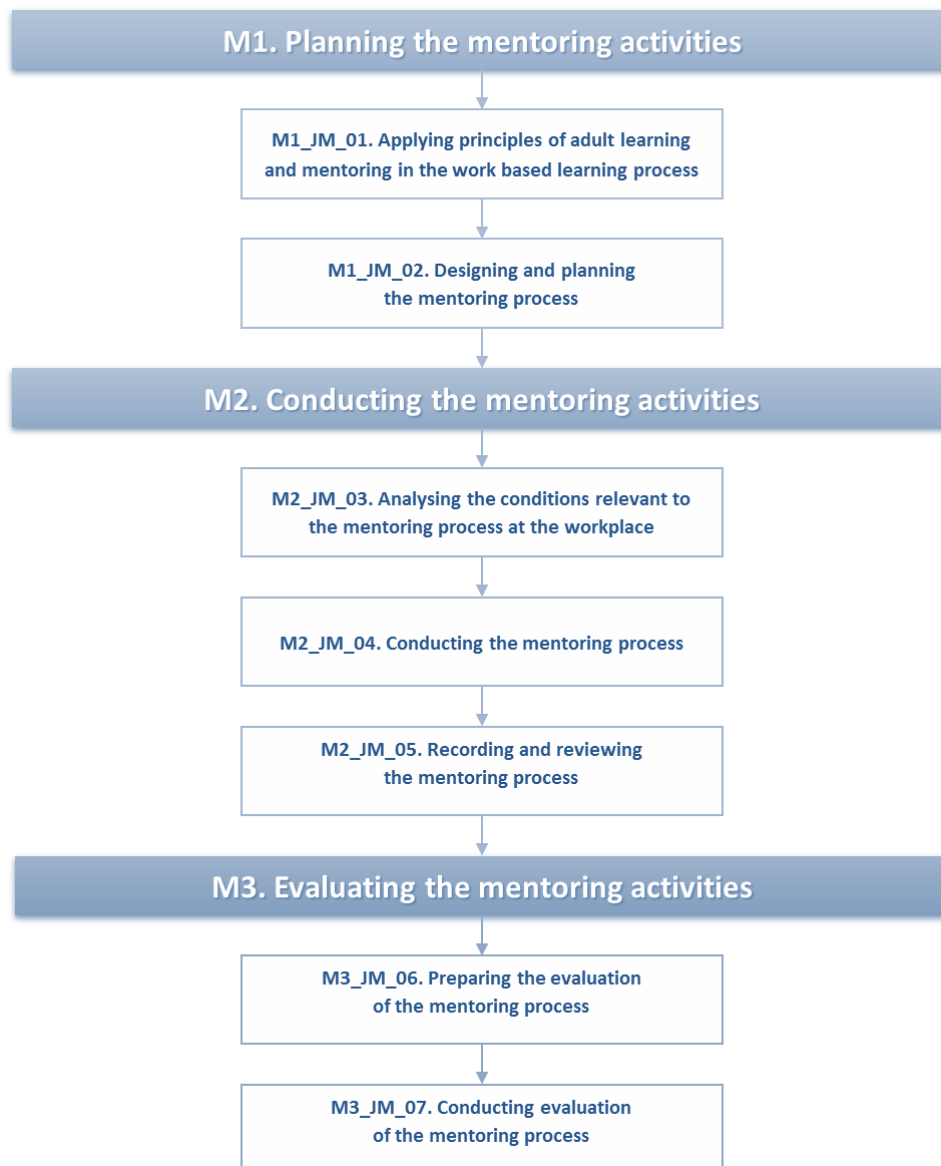 M1. Planning the mentoring activities
M1_JM_01. Applying principles of adult learning
and mentoring in the work based learning process
M1_JM_02. Designing and planning
the mentoring process
M2. Conducting the mentoring activities
M2_JM_03. Analysing the conditions relevant to
the mentoring process at the workplace
M2_JM_04. Conducting the mentoring process
M2_JM_05. Recording and reviewing
the mentoring process
M3. Evaluating the mentoring activities
M3_JM_06. Preparing the evaluation
of the mentoring process
M3_JM_07. Conducting evaluation
of the mentoring process